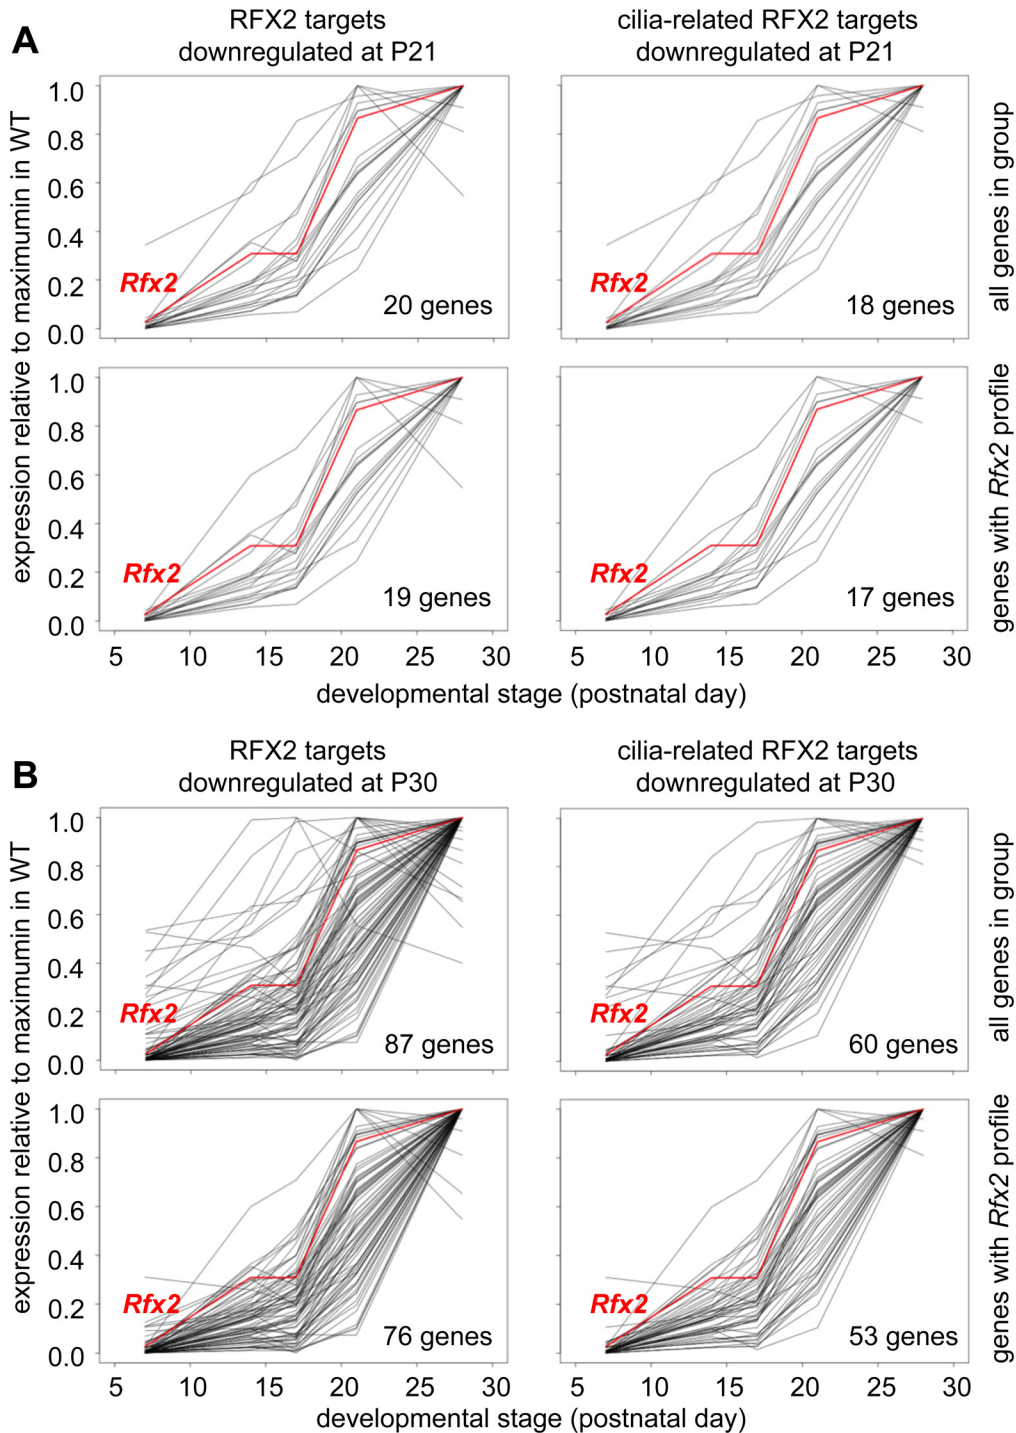 A
RFX2 targets
downregulated at P21
cilia-related RFX2 targets
downregulated at P21
expression relative to maximumin in WT
1.0
0.8
0.6
0.4
0.2
0.0
Rfx2
20 genes
Rfx2
18 genes
all genes in group
1.0
0.8
0.6
0.4
0.2
0.0
Rfx2
19 genes
Rfx2
17 genes
genes with Rfx2 profile
5 10 15 20 25 30
5 10 15 20 25 30
developmental stage (postnatal day)
B
RFX2 targets
downregulated at P30
cilia-related RFX2 targets
downregulated at P30
expression relative to maximumin in WT
1.0
0.8
0.6
0.4
0.2
0.0
Rfx2
87 genes
Rfx2
60 genes
all genes in group
1.0
0.8
0.6
0.4
0.2
0.0
Rfx2
76 genes
Rfx2
53 genes
genes with Rfx2 profile
5 10 15 20 25 30
5 10 15 20 25 30
developmental stage (postnatal day)